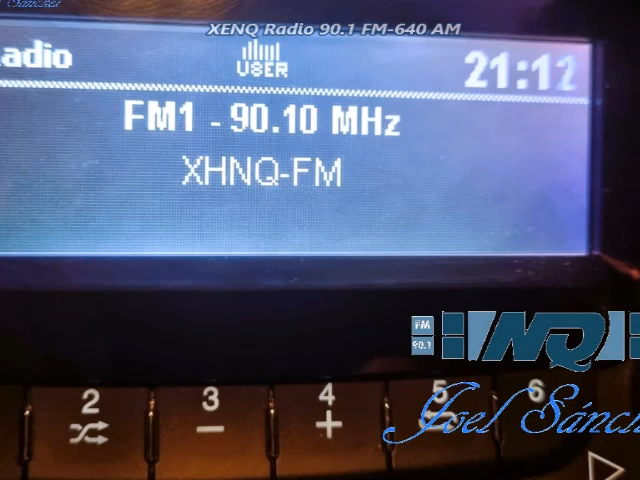 Sánchez
XENQ Radio 90.1 FM-640 AM
adio
USER
21:12
FM1 - 90.10 MHz
XHNQ-FM
FM
90.1
NQ
2 3 4 5 6
Joel Sánch